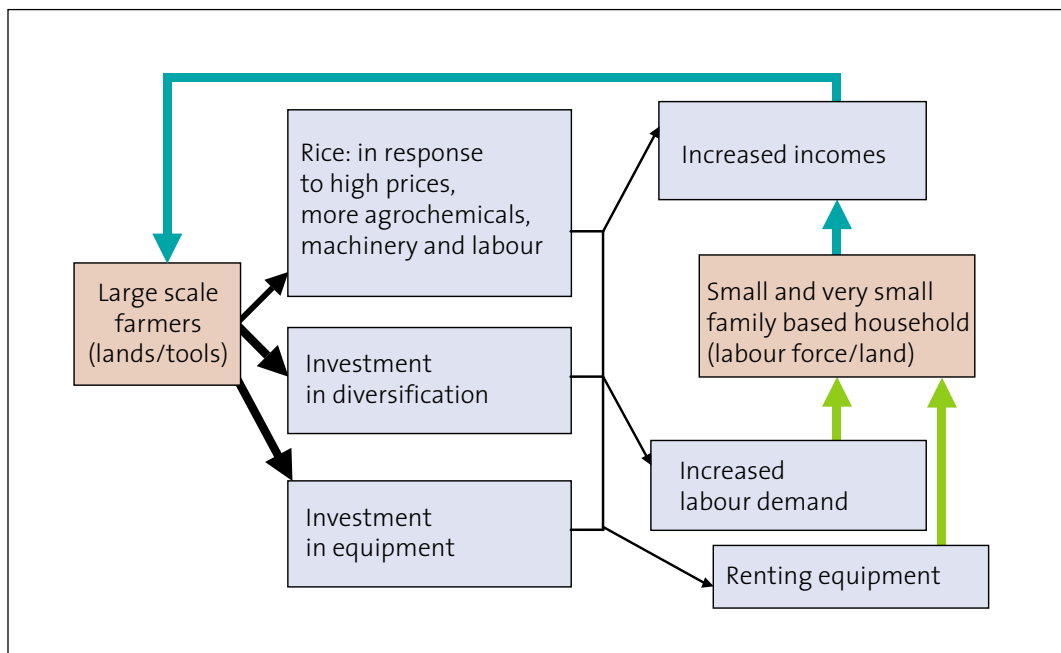 Large scale
farmers
(lands/tools)
Rice: in response
to high prices,
more agrochemicals,
machinery and labour
Investment
in diversification
Investment
in equipment
Increased incomes
Small and very small
family based household
(labour force/land)
Increased
labour demand
Renting equipment